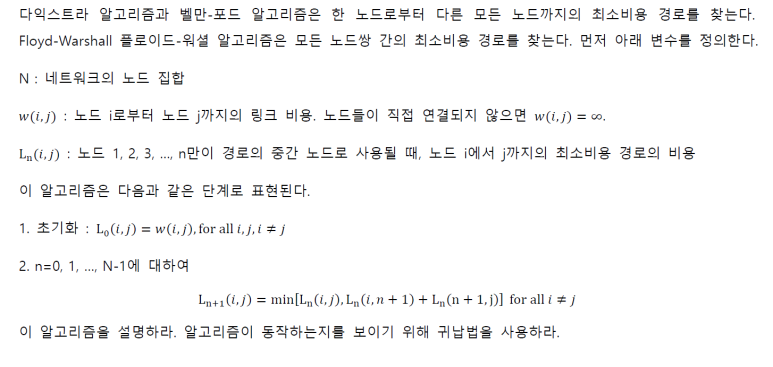 다익스트라 알고리즘과 벨만-포드 알고리즘은 한 노드로부터 다른 모든 노드까지의 최소비용 경로를 찾는다.
Floyd-Warshall 플로이드-워셜 알고리즘은 모든 노드쌍 간의 최소비용 경로를 찾는다. 먼저 아래 변수를 정의한다.
N : 네트워크의 노드 집합
w(i,j) : 노드 i로부터 노드 j까지의 링크 비용. 노드들이 직접 연결되지 않으면 w(i,j) = ∞.
Lₙ(i,j) : 노드 1, 2, 3, ..., n만이 경로의 중간 노드로 사용될 때, 노드 i에서 j까지의 최소비용 경로의 비용
이 알고리즘은 다음과 같은 단계로 표현된다.
1. 초기화 : L₀(i,j) = w(i,j), for all i,j, i ≠ j
2. n=0, 1, ..., N-1에 대하여
Lₙ₊₁(i,j) = min[Lₙ(i,j), Lₙ(i,n + 1) + Lₙ(n + 1,j)] for all i ≠ j
이 알고리즘을 설명하라. 알고리즘이 동작하는지를 보이기 위해 귀납법을 사용하라.